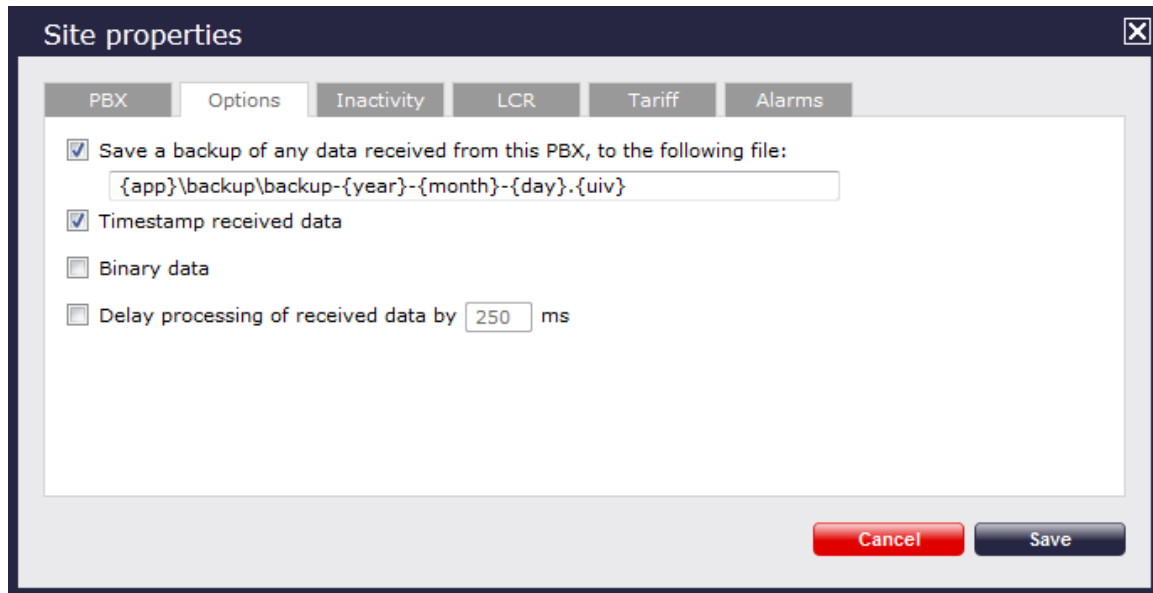 Site properties
PBX Options Inactivity LCR Tariff Alarms
Save a backup of any data received from this PBX, to the following file:
{app}\backup\backup-{year}-{month}-{day}.{uiv}
Timestamp received data
Binary data
Delay processing of received data by 250 ms
Cancel Save